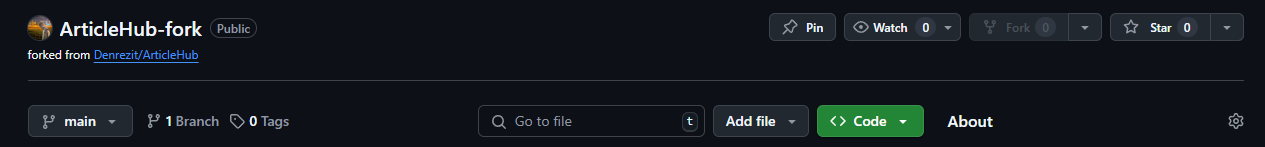 ArticleHub-fork Public Pin Watch 0 Fork 0 Star 0
forked from Denrezit/ArticleHub
main 1 Branch 0 Tags Go to file t Add file Code About